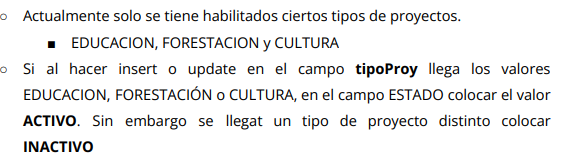 ○ Actualmente solo se tiene habilitados ciertos tipos de proyectos.
■ EDUCACION, FORESTACION y CULTURA
○ Si al hacer insert o update en el campo tipoProy llega los valores
EDUCACION, FORESTACIÓN o CULTURA, en el campo ESTADO colocar el valor
ACTIVO. Sin embargo se llegat un tipo de proyecto distinto colocar
INACTIVO